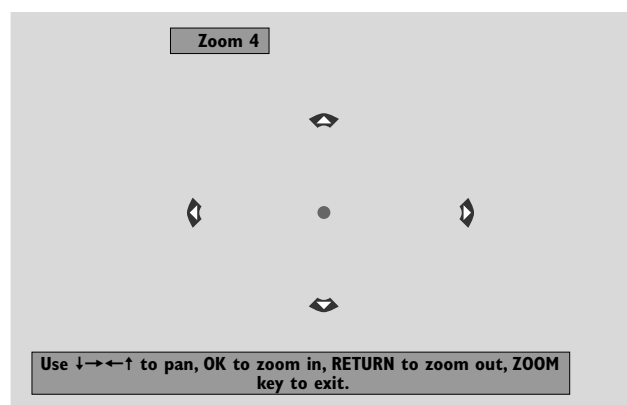 Zoom 4
Use ↓→←↑ to pan, OK to zoom in, RETURN to zoom out, ZOOM
key to exit.